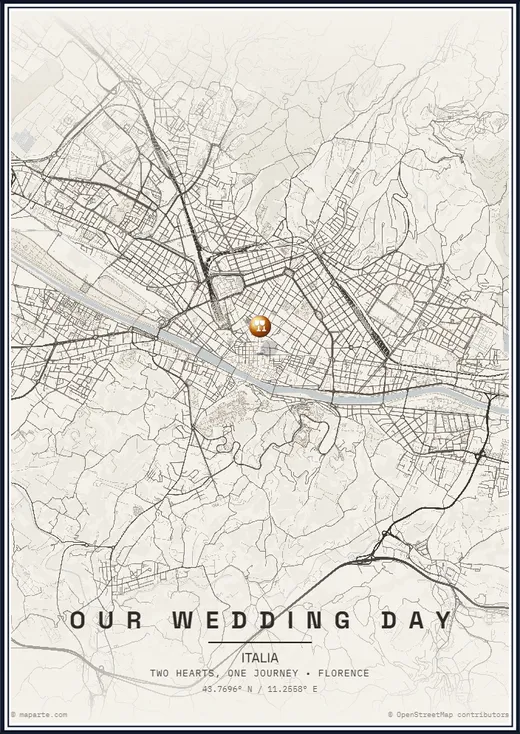 OUR WEDDING DAY
ITALIA
TWO HEARTS, ONE JOURNEY • FLORENCE
43.7696° N / 11.2558° E
© maparte.com
© OpenStreetMap contributors